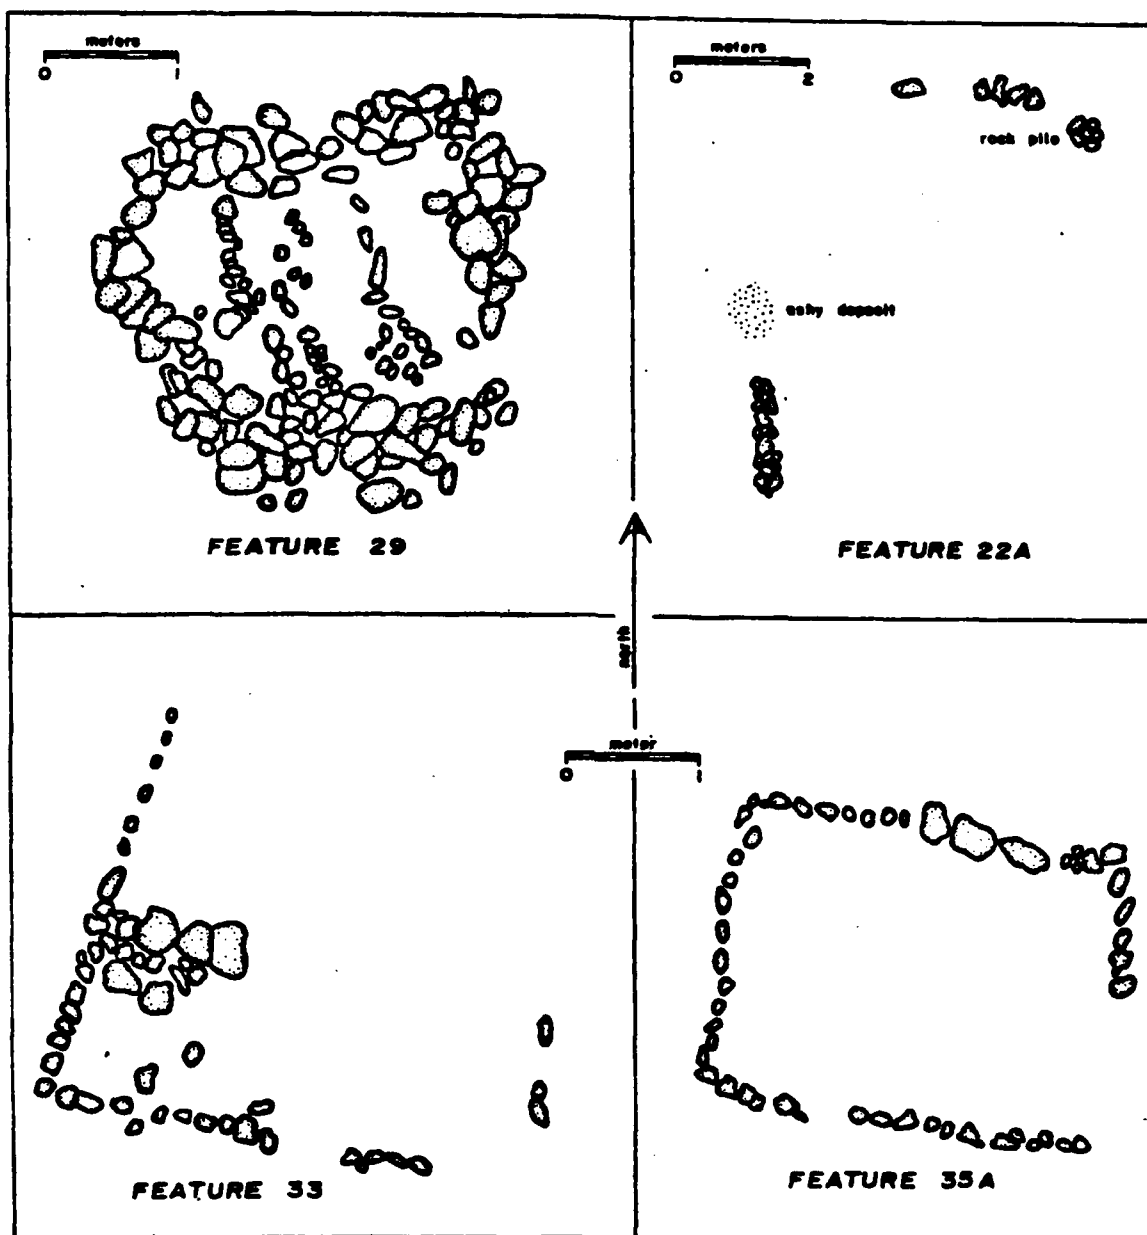 meters
0 1
FEATURE 29
meters
0 2
rock pile
ashy deposit
FEATURE 22A
north
meter
0 1
FEATURE 33
FEATURE 35A